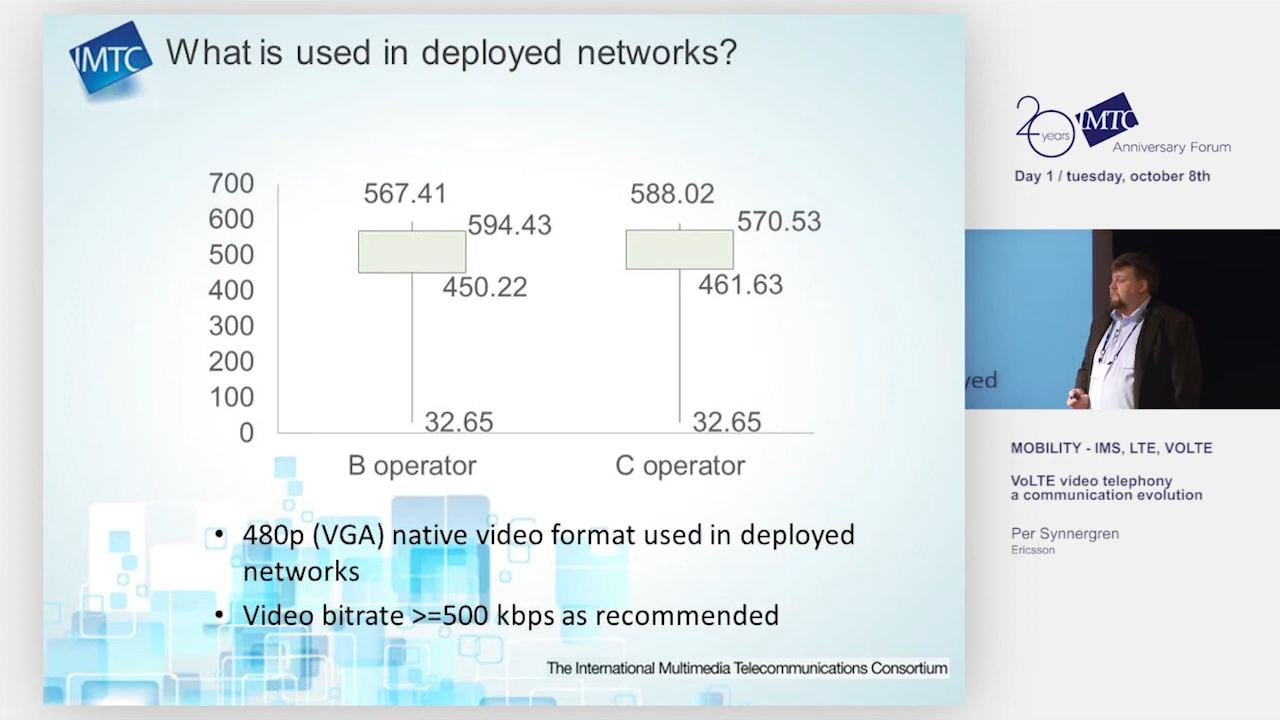 IMTC
What is used in deployed networks?
700
600
500
400
300
200
100
0
567.41
594.43
450.22
32.65
588.02
570.53
461.63
32.65
B operator
C operator
• 480p (VGA) native video format used in deployed
networks
• Video bitrate >=500 kbps as recommended
The International Multimedia Telecommunications Consortium
20 years IMTC
Anniversary Forum
Day 1 / tuesday, october 8th
yed
MOBILITY - IMS, LTE, VOLTE
VoLTE video telephony
a communication evolution
Per Synnergren
Ericsson